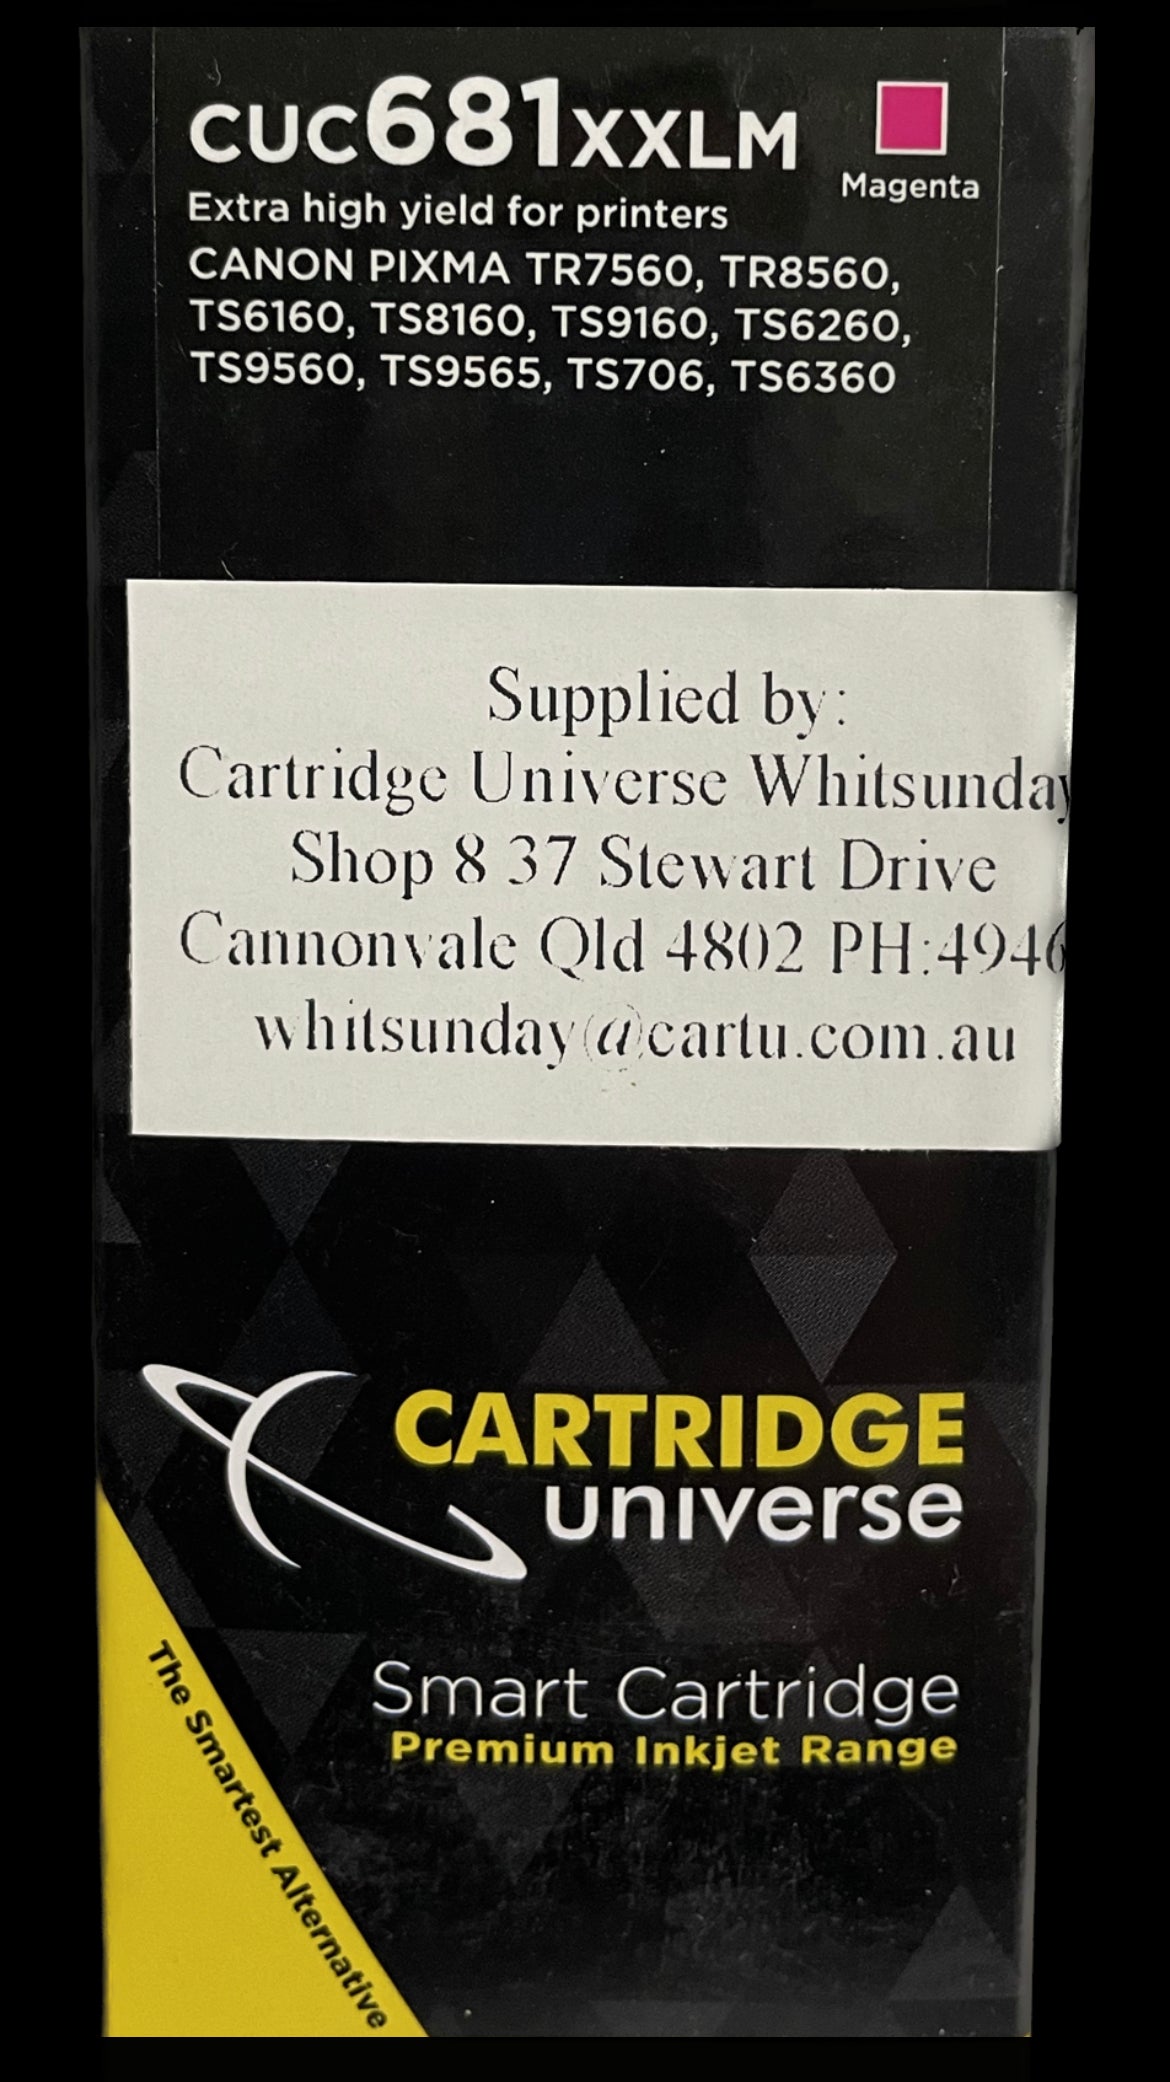 CUC681XXLM
Magenta
Extra high yield for printers
CANON PIXMA TR7560, TR8560,
TS6160, TS8160, TS9160, TS6260,
TS9560, TS9565, TS706, TS6360
Supplied by:
Cartridge Universe Whitsunday
Shop 8 37 Stewart Drive
Cannonvale Qld 4802 PH:4946
whitsunday@cartu.com.au
CARTRIDGE
universe
Smart Cartridge
Premium Inkjet Range
The Smartest Alternative